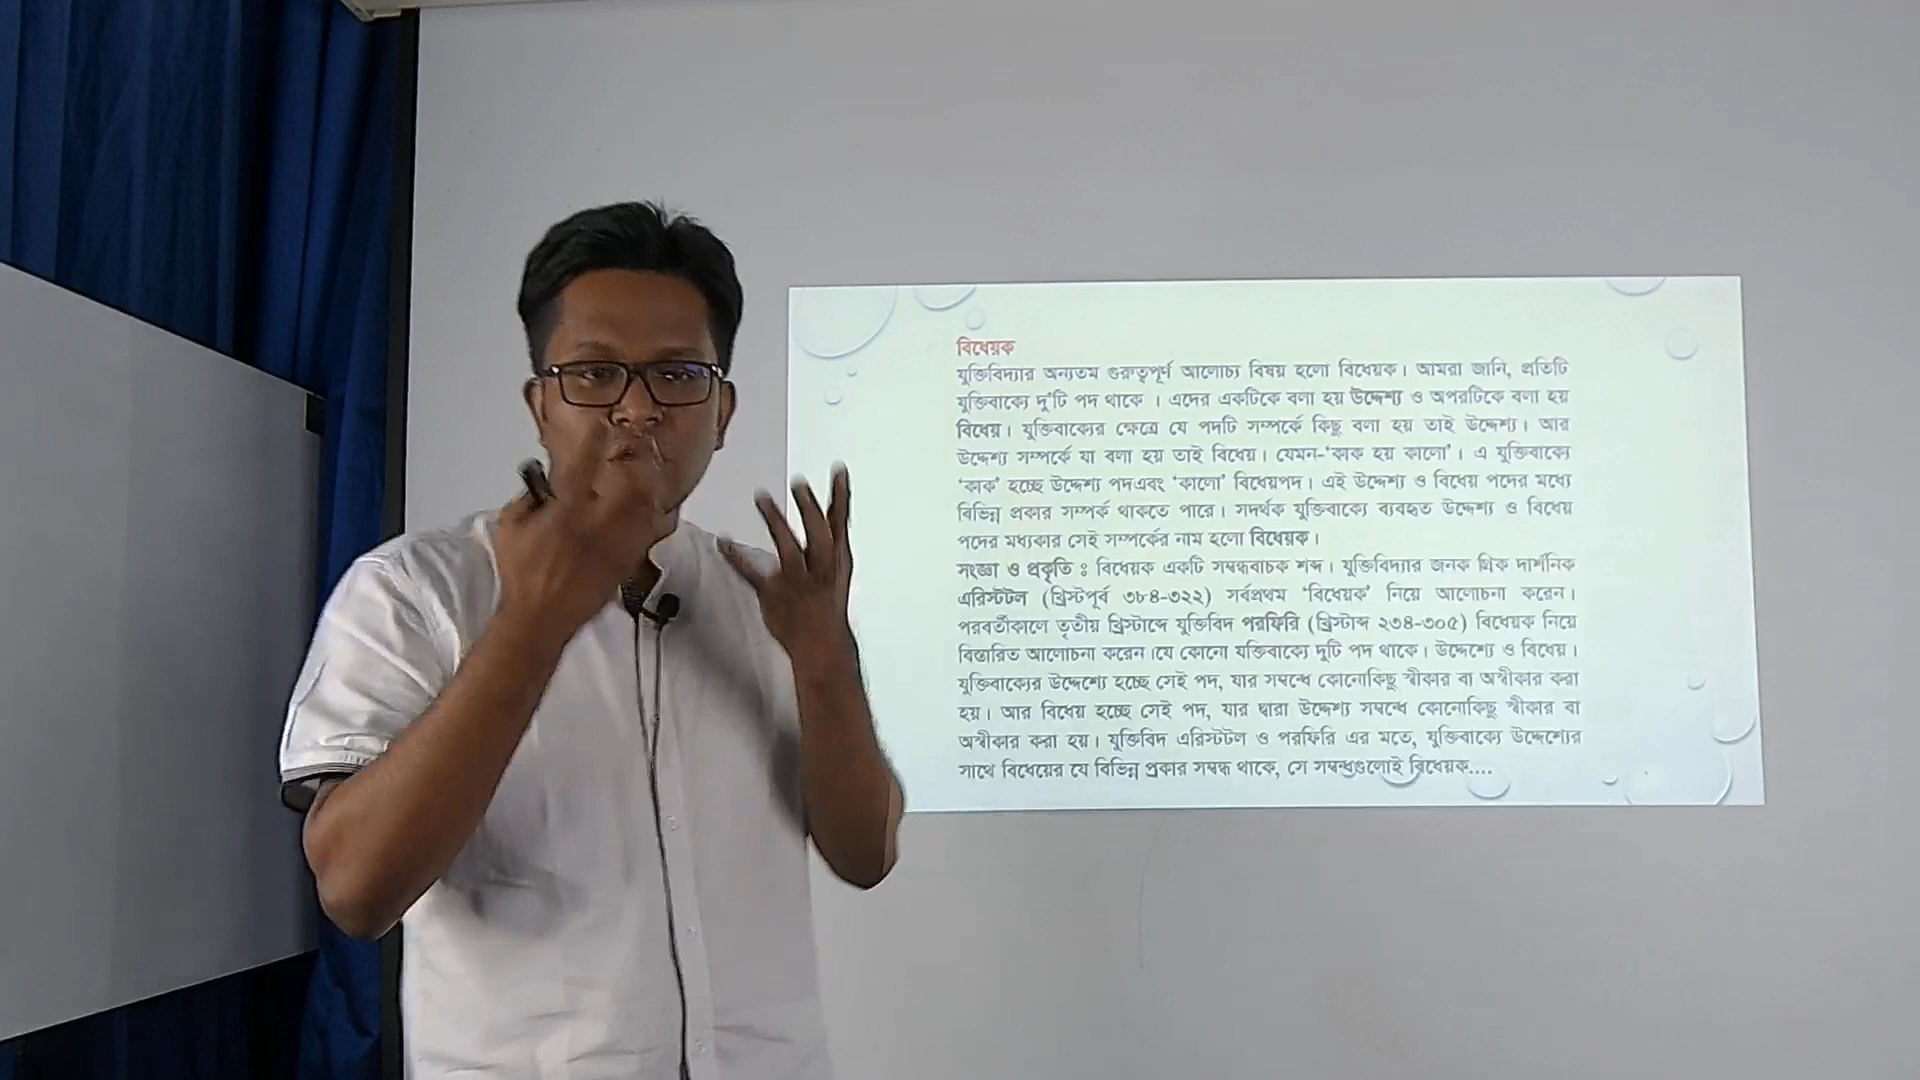 বিধেয়ক
যুক্তিবিদ্যার অন্যতম গুরুত্বপূর্ণ আলোচ্য বিষয় হলো বিধেয়ক। আমরা জানি, প্রতিটি
যুক্তিবাক্যে দু'টি পদ থাকে । এদের একটিকে বলা হয় উদ্দেশ্য ও অপরটিকে বলা হয়
বিধেয়। যুক্তিবাক্যের ক্ষেত্রে যে পদটি সম্পর্কে কিছু বলা হয় তাই উদ্দেশ্য। আর
উদ্দেশ্য সম্পর্কে যা বলা হয় তাই বিধেয়। যেমন-‘কাক হয় কালো’। এ যুক্তিবাক্যে
‘কাক’ হচ্ছে উদ্দেশ্য পদএবং ‘কালো’ বিধেয়পদ। এই উদ্দেশ্য ও বিধেয় পদের মধ্যে
বিভিন্ন প্রকার সম্পর্ক থাকতে পারে। সদর্থক যুক্তিবাক্যে ব্যবহৃত উদ্দেশ্য ও বিধেয়
পদের মধ্যকার সেই সম্পর্কের নাম হলো বিধেয়ক।
সংজ্ঞা ও প্রকৃতি ঃ বিধেয়ক একটি সম্বন্ধবাচক শব্দ। যুক্তিবিদ্যার জনক গ্রিক দার্শনিক
এরিস্টটল (খ্রিস্টপূর্ব ৩৮৪-৩২২) সর্বপ্রথম ‘বিধেয়ক’ নিয়ে আলোচনা করেন।
পরবর্তীকালে তৃতীয় খ্রিস্টাব্দে যুক্তিবিদ পরফিরি (খ্রিস্টাব্দ ২৩৪-৩০৫) বিধেয়ক নিয়ে
বিস্তারিত আলোচনা করেন।যে কোনো যক্তিবাক্যে দুটি পদ থাকে। উদ্দেশ্যে ও বিধেয়।
যুক্তিবাক্যের উদ্দেশ্যে হচ্ছে সেই পদ, যার সম্বন্ধে কোনোকিছু স্বীকার বা অস্বীকার করা
হয়। আর বিধেয় হচ্ছে সেই পদ, যার দ্বারা উদ্দেশ্য সম্বন্ধে কোনোকিছু স্বীকার বা
অস্বীকার করা হয়। যুক্তিবিদ এরিস্টটল ও পরফিরি এর মতে, যুক্তিবাক্যে উদ্দেশ্যের
সাথে বিধেয়ের যে বিভিন্ন প্রকার সম্বন্ধ থাকে, সে সম্বন্ধগুলোই বিধেয়ক....